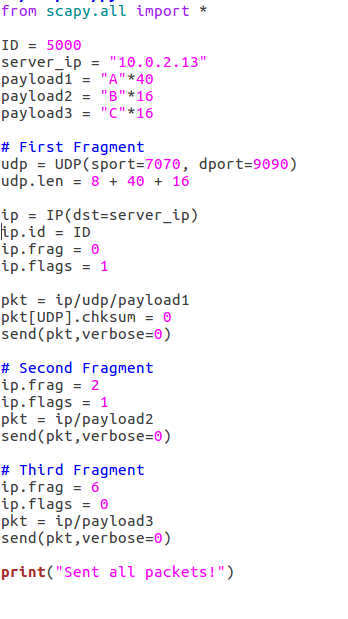 from scapy.all import *
ID = 5000
server_ip = "10.0.2.13"
payload1 = "A"*40
payload2 = "B"*16
payload3 = "C"*16
# First Fragment
udp = UDP(sport=7070, dport=9090)
udp.len = 8 + 40 + 16
ip = IP(dst=server_ip)
ip.id = ID
ip.frag = 0
ip.flags = 1
pkt = ip/udp/payload1
pkt[UDP].chksum = 0
send(pkt,verbose=0)
# Second Fragment
ip.frag = 2
ip.flags = 1
pkt = ip/payload2
send(pkt,verbose=0)
# Third Fragment
ip.frag = 6
ip.flags = 0
pkt = ip/payload3
send(pkt,verbose=0)
print("Sent all packets!")